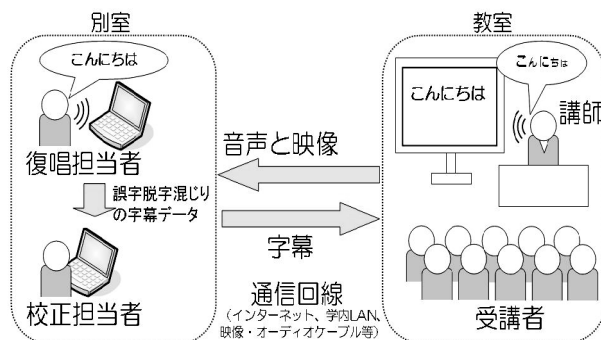 別室
こんにちは
復唱担当者
誤字脱字混じり
の字幕データ
校正担当者
音声と映像
字幕
通信回線
(インターネット、学内LAN、
映像・オーディオケーブル等)
教室
こんにちは
こんにちは
講師
受講者